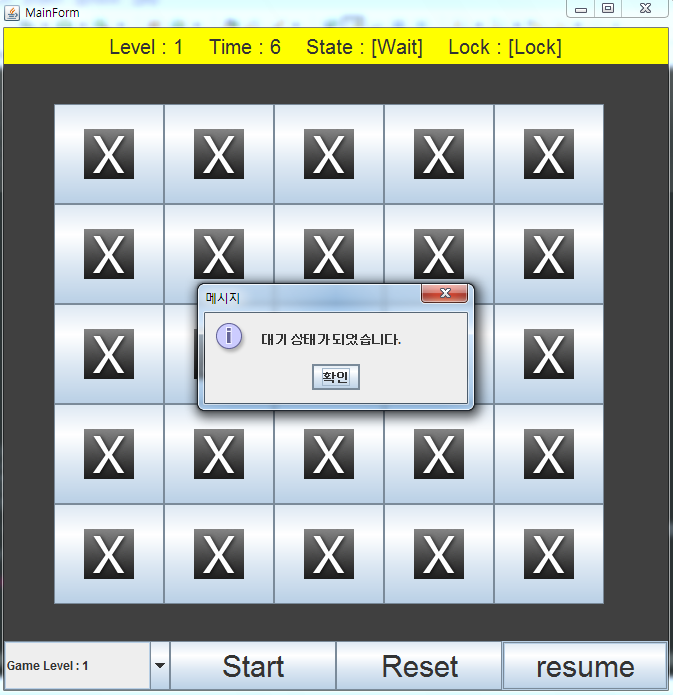 MainForm
Level : 1 Time : 6 State : [Wait] Lock : [Lock]
X X X X X
X X X X X
메시지
대기 상태가 되었습니다.
확인
X X
X X X X X
X X X X X
Game Level : 1 Start Reset resume